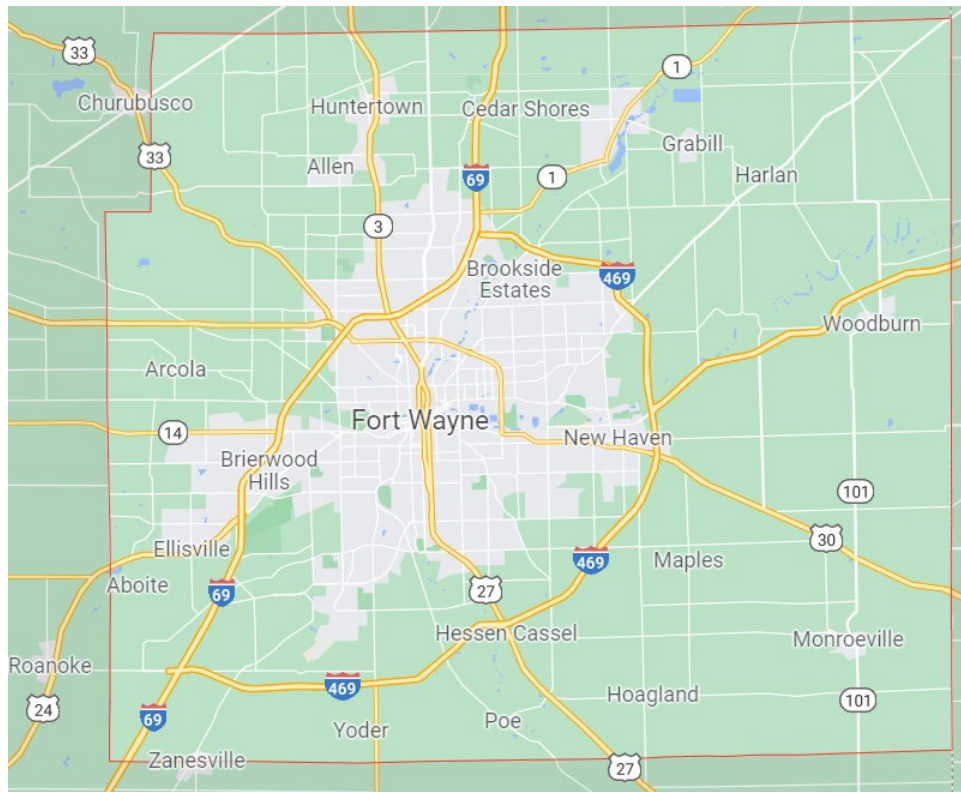 33
1
Churubusco
Huntertown
Cedar Shores
33
Allen
69
1
Grabill
Harlan
3
Brookside
Estates
469
Woodburn
Arcola
Fort Wayne
14
New Haven
Brierwood
Hills
101
Ellisville
30
Aboite
69
27
469
Maples
Hessen Cassel
Monroeville
Roanoke
469
Hoagland
101
24
69
Yoder
Poe
Zanesville
27